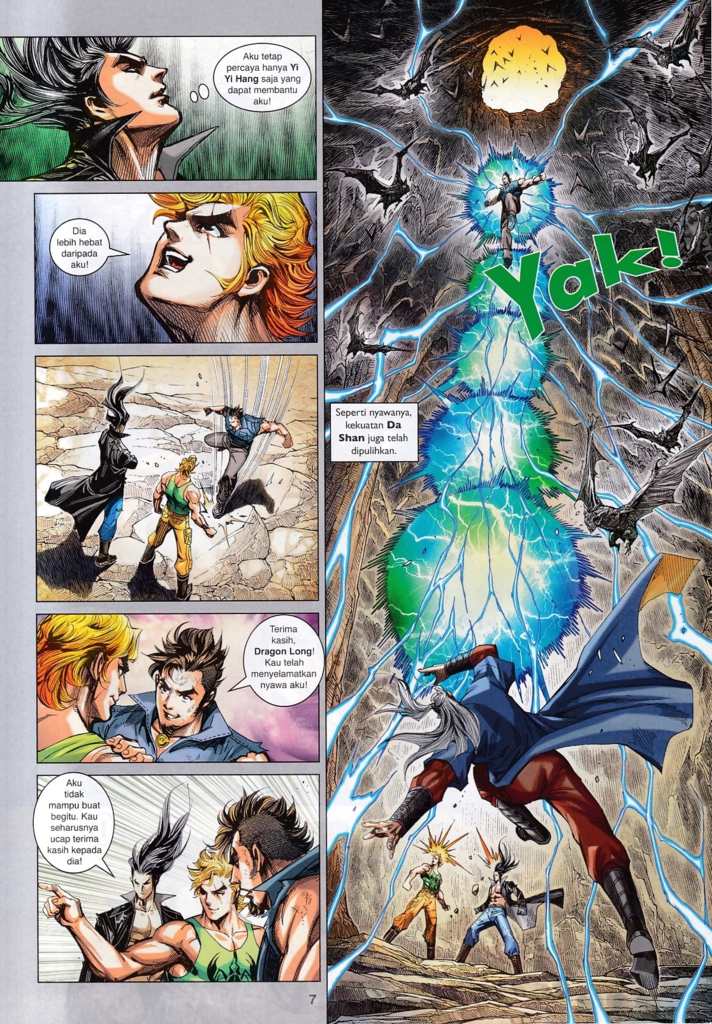 Aku tetap
percaya hanya Yi
Yi Hang saja yang
dapat membantu
aku!
Dia
lebih hebat
daripada
aku!
Terima
kasih,
Dragon Long!
Kau telah
menyelamatkan
nyawa aku!
Aku
tidak
mampu buat
begitu. Kau
seharusnya
ucap terima
kasih kepada
dia!
Yak!
Seperti nyawanya,
kekuatan Da
Shan juga telah
dipulihkan.
7